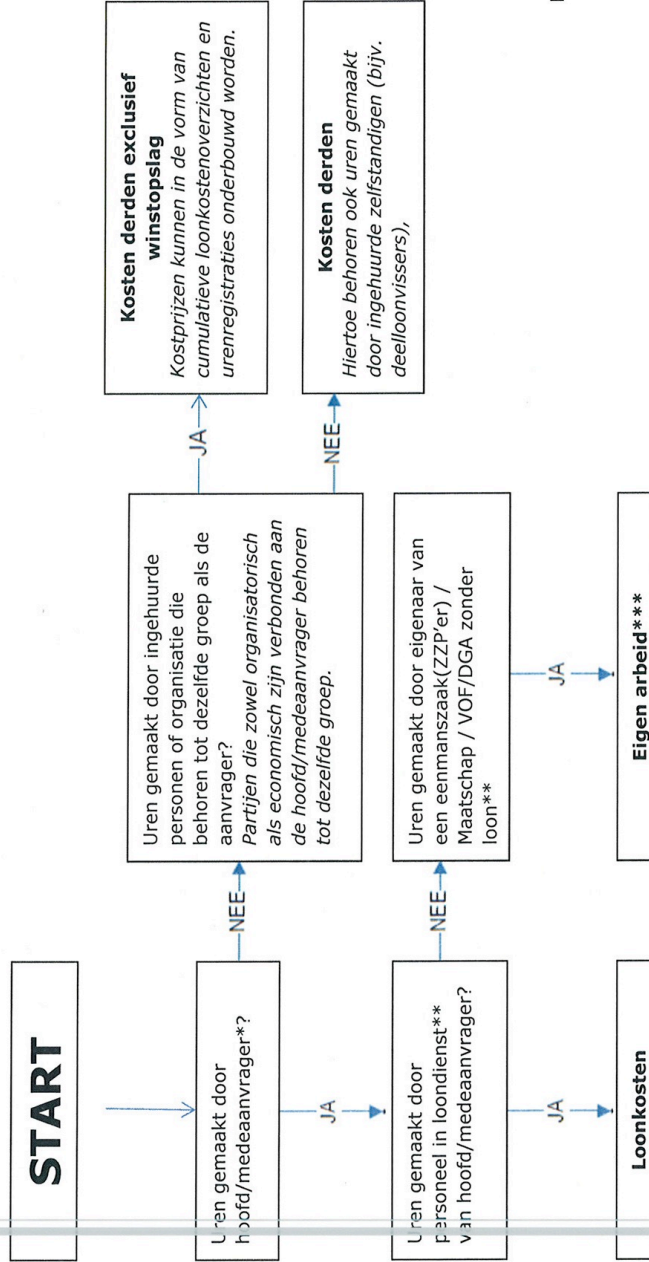 START
Uren gemaakt door
hoofd/medeaanvrager*?
NEE
Uren gemaakt door ingehuurde
personen of organisatie die
behoren tot dezelfde groep als de
aanvrager?
Partijen die zowel organisatorisch
als economisch zijn verbonden aan
de hoofd/medeaanvrager behoren
tot dezelfde groep.
JA
Kosten derden exclusief
winstopslag
Kostprijzen kunnen in de vorm van
cumulatieve loonkostenoverzichten en
urenregistraties onderbouwd worden.
NEE
Kosten derden
Hiertoe behoren ook uren gemaakt
door ingehuurde zelfstandigen (bijv.
deelloonvissers),
JA
Uren gemaakt door
personeel in loondienst**
van hoofd/medeaanvrager?
NEE
Uren gemaakt door eigenaar van
een eenmanszaak(ZZP'er) /
Maatschap / VOF/DGA zonder
loon**
JA
Loonkosten
JA
Eigen arbeid***